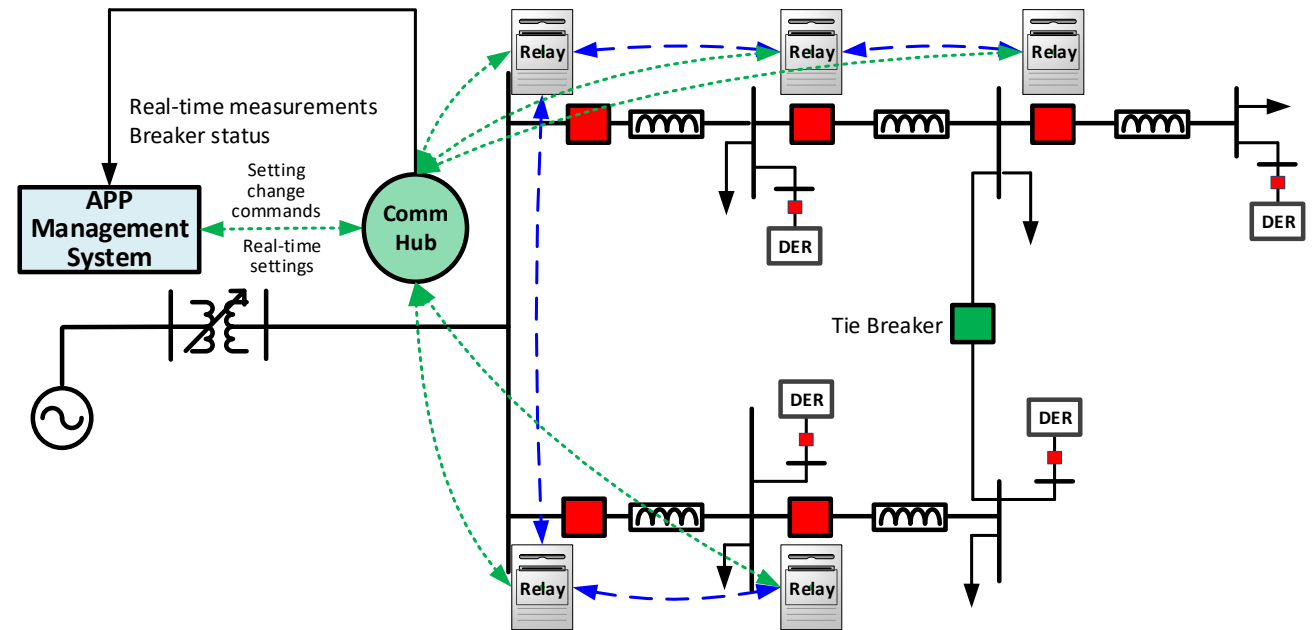 Relay
Relay
Relay
Real-time measurements
Breaker status
Setting
change
commands
APP
Management
System
Comm
Hub
Real-time
settings
DER
DER
Tie Breaker
DER
DER
Relay
Relay